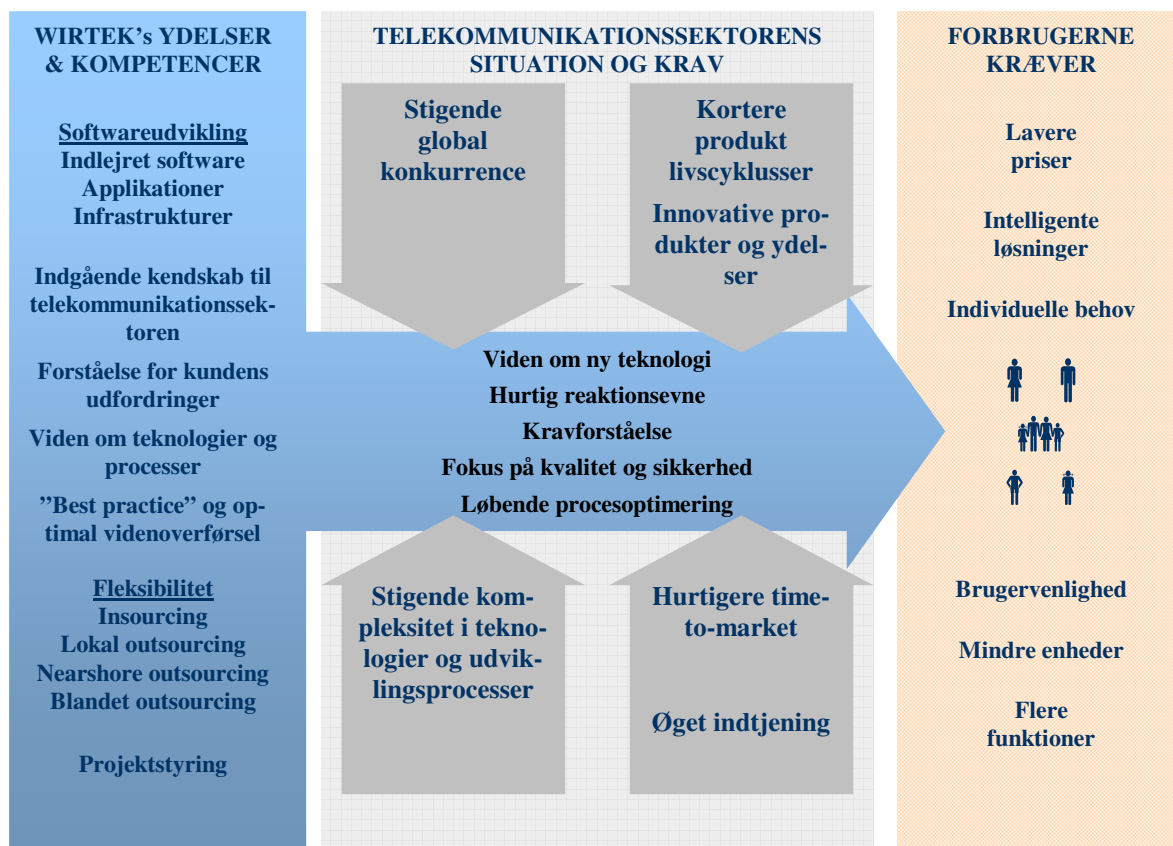 WIRTEK's YDELSER
& KOMPETENCER
Softwareudvikling
Indlejret software
Applikationer
Infrastrukturer
Indgående kendskab til
telekommunikationssek-
toren
Forståelse for kundens
udfordringer
Viden om teknologier og
processer
”Best practice” og op-
timal videnoverførsel
Fleksibilitet
Insourcing
Lokal outsourcing
Nearshore outsourcing
Blandet outsourcing
Projektstyring
TELEKOMMUNIKATIONSSEKTORENS
SITUATION OG KRAV
Stigende
global
konkurrence
Kortere
produkt
livscyklusser
Innovative pro-
dukter og ydel-
ser
Viden om ny teknologi
Hurtig reaktionsevne
Kravforståelse
Fokus på kvalitet og sikkerhed
Løbende procesoptimering
Stigende kom-
pleksitet i tekno-
logier og udvik-
lingsprocesser
Hurtigere time-
to-market
Øget indtjening
FORBRUGERNE
KRÆVER
Lavere
priser
Intelligente
løsninger
Individuelle behov
Brugervenlighed
Mindre enheder
Flere
funktioner